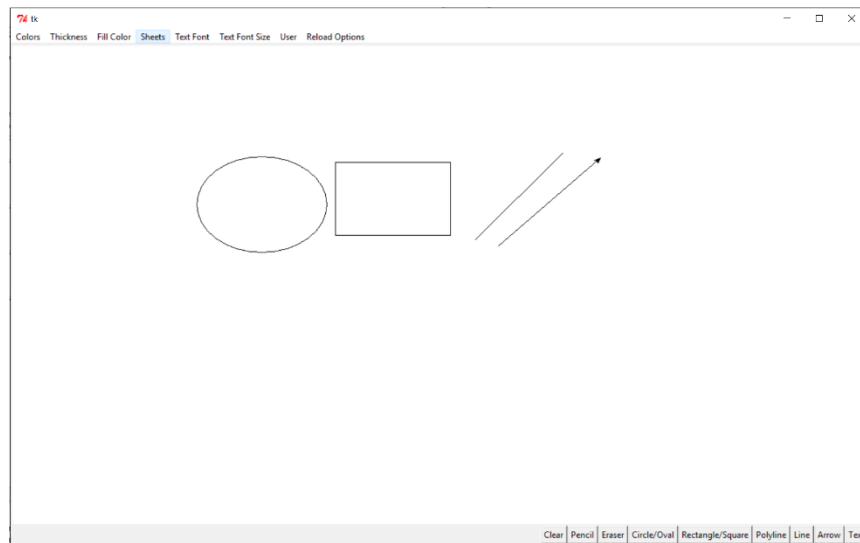 tk
Colors Thickness Fill Color Sheets Text Font Text Font Size User Reload Options
Clear Pencil Eraser Circle/Oval Rectangle/Square Polyline Line Arrow